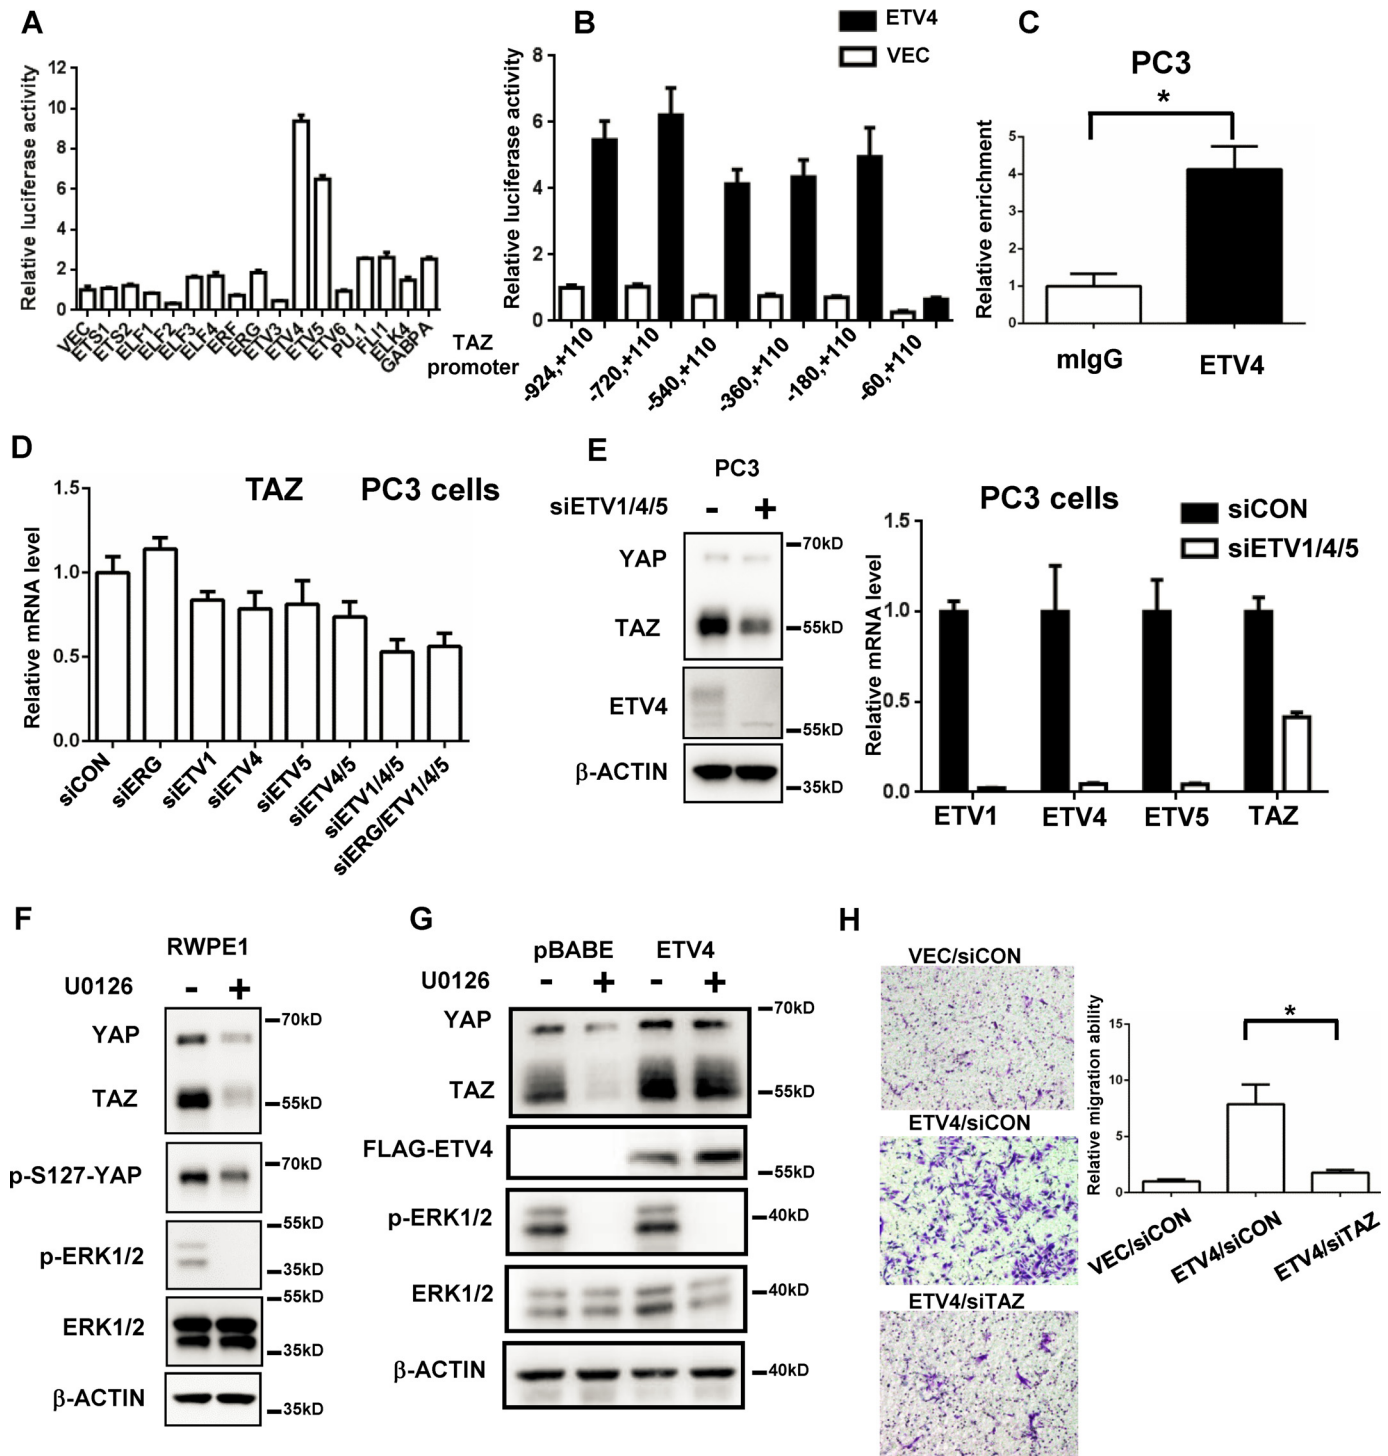 A
Relative luciferase activity
12
10
8
6
4
2
0
VEC
ETS1
ETS2
ELF1
ELF2
ELF3
ELF4
ERF
ERG
ETV3
ETV4
ETV5
ETV6
PU.1
FLI1
ELK4
GABPA
B
ETV4
VEC
Relative luciferase activity
8
6
4
2
0
TAZ
promoter
-924,+110
-720,+110
-540,+110
-360,+110
-180,+110
-60,+110
C
PC3
*
Relative enrichment
5
4
3
2
1
0
mIgG
ETV4
D
TAZ PC3 cells
Relative mRNA level
1.5
1.0
0.5
0.0
siCON
siERG
siETV1
siETV4
siETV5
siETV4/5
siETV1/4/5
siERG/ETV1/4/5
E
PC3
siETV1/4/5 - +
YAP
70kD
TAZ
55kD
ETV4
55kD
β-ACTIN
35kD
PC3 cells
siCON
siETV1/4/5
Relative mRNA level
1.5
1.0
0.5
0.0
ETV1
ETV4
ETV5
TAZ
F
RWPE1
U0126 - +
YAP
70kD
TAZ
55kD
p-S127-YAP
70kD
p-ERK1/2
55kD
35kD
ERK1/2
55kD
35kD
β-ACTIN
35kD
G
pBABE ETV4
U0126 - + - +
YAP
70kD
TAZ
55kD
FLAG-ETV4
55kD
p-ERK1/2
40kD
ERK1/2
40kD
β-ACTIN
40kD
H
VEC/siCON
ETV4/siCON
ETV4/siTAZ
Relative migration ability
15
10
5
0
*
VEC/siCON
ETV4/siCON
ETV4/siTAZ